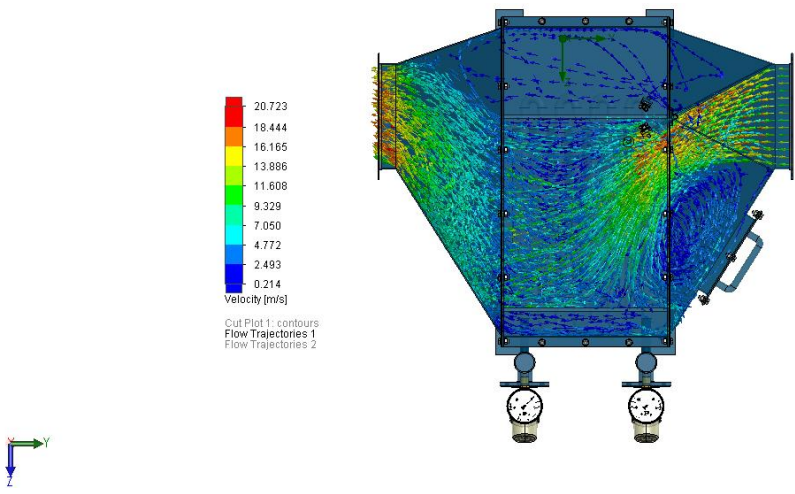 20.723
18.444
16.165
13.886
11.608
9.329
7.050
4.772
2.493
0.214
Velocity [m/s]
Cut Plot 1: contours
Flow Trajectories 1
Flow Trajectories 2
X
Y
Z